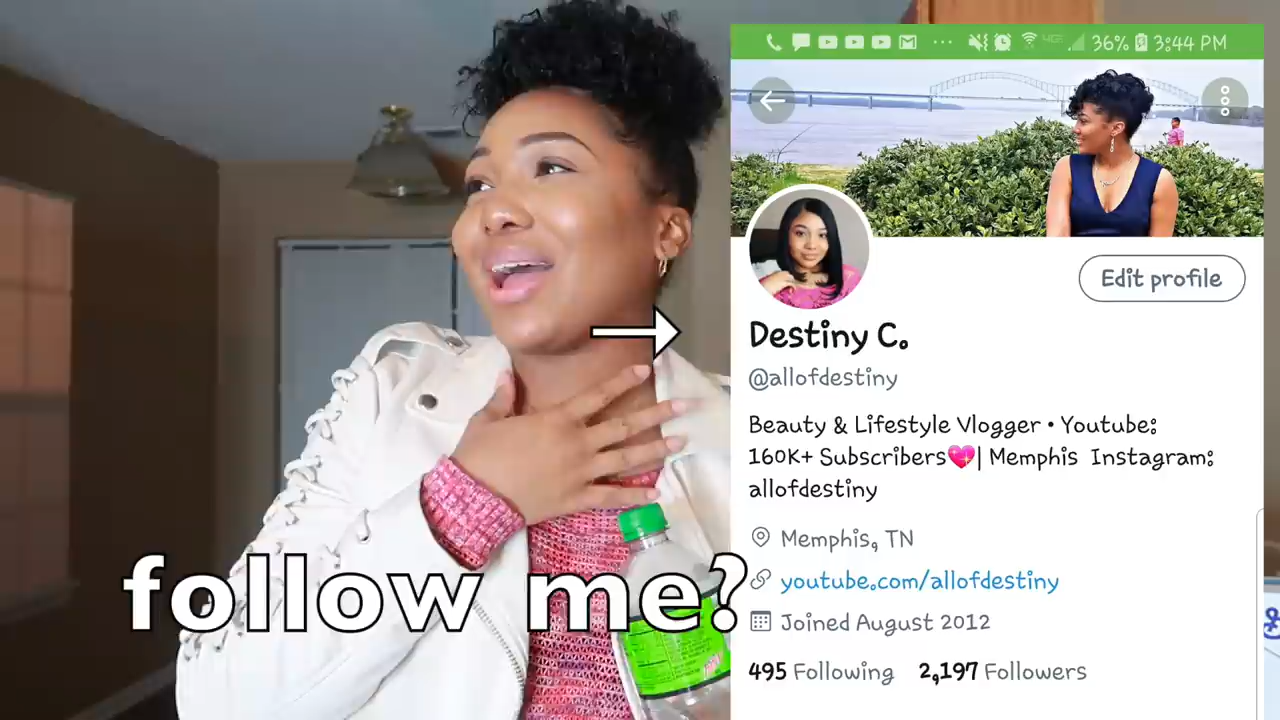 36% 3:44 PM
Edit profile
Destiny C.
@allofdestiny
Beauty & Lifestyle Vlogger • Youtube:
160K+ Subscribers💖| Memphis Instagram:
allofdestiny
Memphis, TN
youtube.com/allofdestiny
Joined August 2012
495 Following 2,197 Followers
follow me?